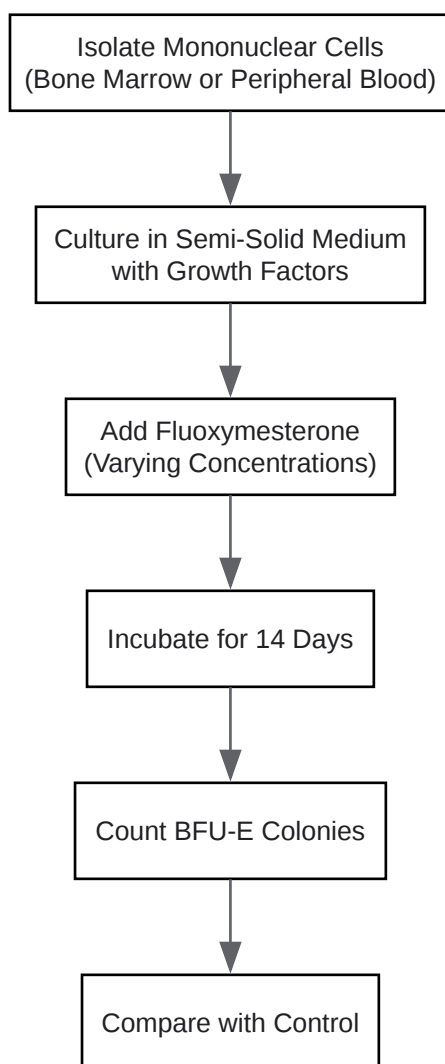 Isolate Mononuclear Cells
(Bone Marrow or Peripheral Blood)
Culture in Semi-Solid Medium
with Growth Factors
Add Fluoxymesterone
(Varying Concentrations)
Incubate for 14 Days
Count BFU-E Colonies
Compare with Control